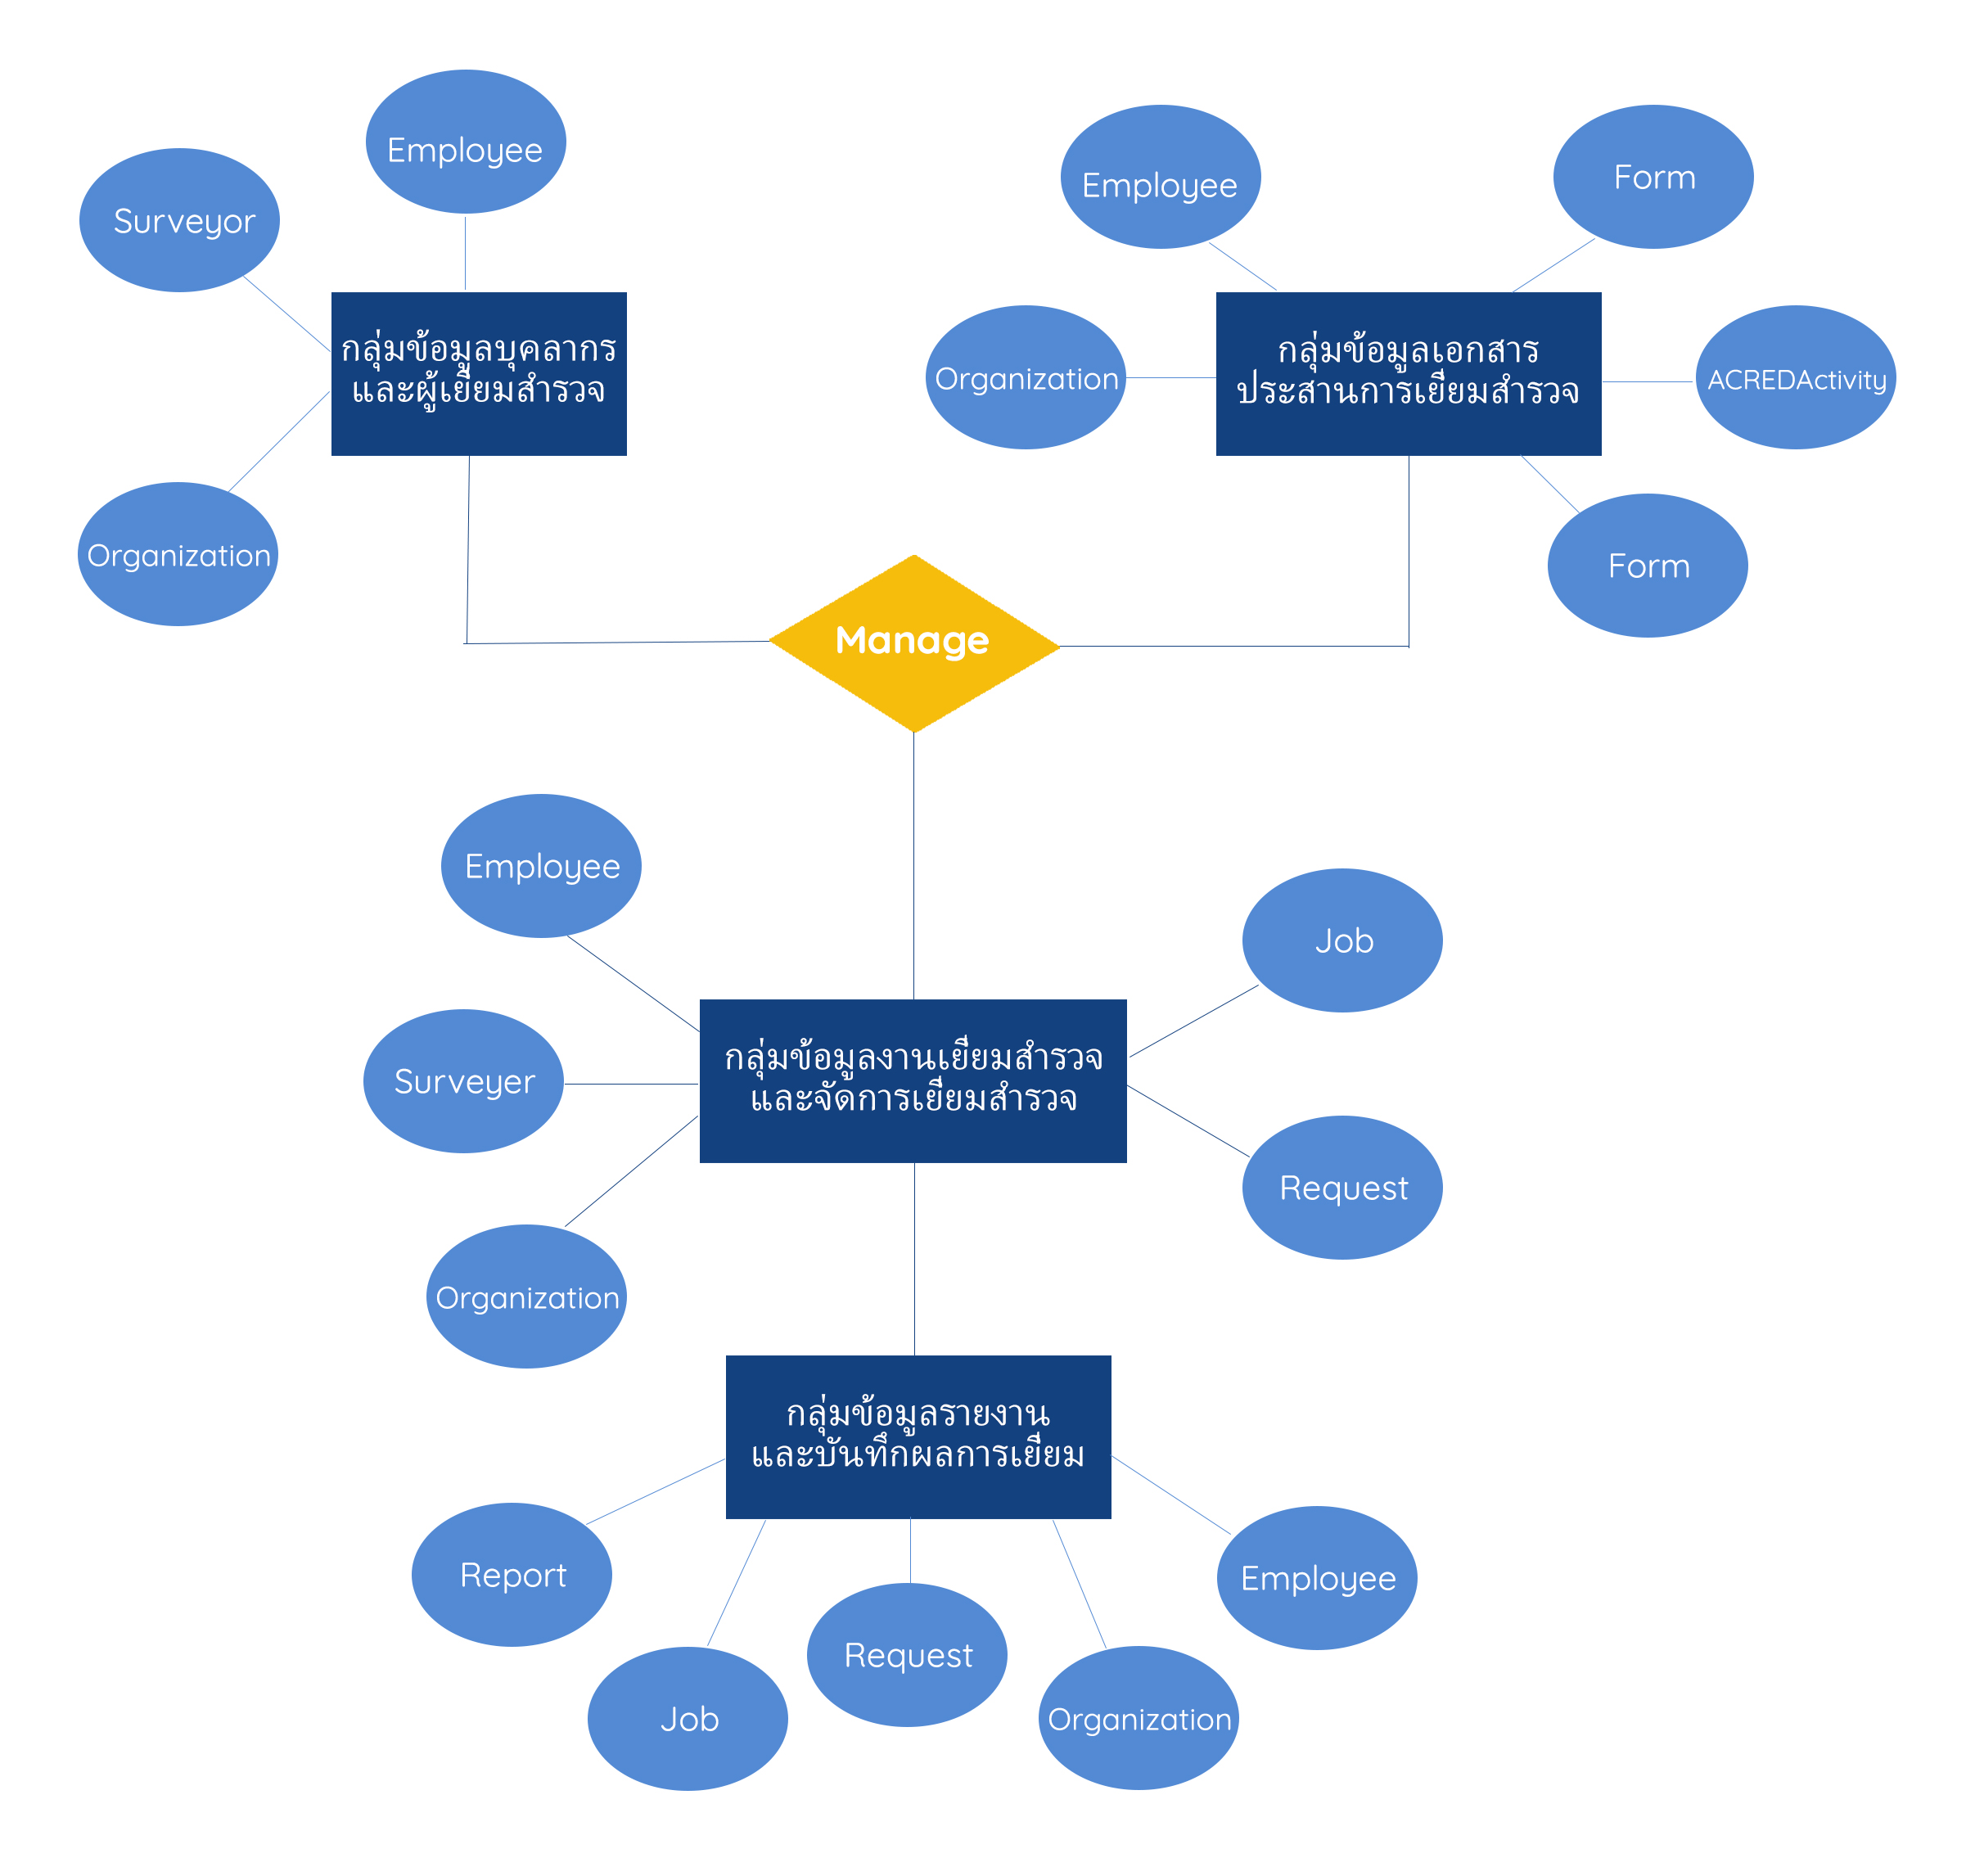 Employee
Surveyor
กลุ่มข้อมูลบุคลากร
และผู้เยี่ยมสำรวจ
Organization
Employee
Form
Organization
กลุ่มข้อมูลเอกสาร
ประสานการเยี่ยมสำรวจ
ACREDActivity
Form
Manage
Employee
Job
Surveyer
กลุ่มข้อมูลงานเยี่ยมสำรวจ
และจัดการเยี่ยมสำรวจ
Request
Organization
กลุ่มข้อมูลรายงาน
และบันทึกผลการเยี่ยม
Report
Job
Request
Organization
Employee